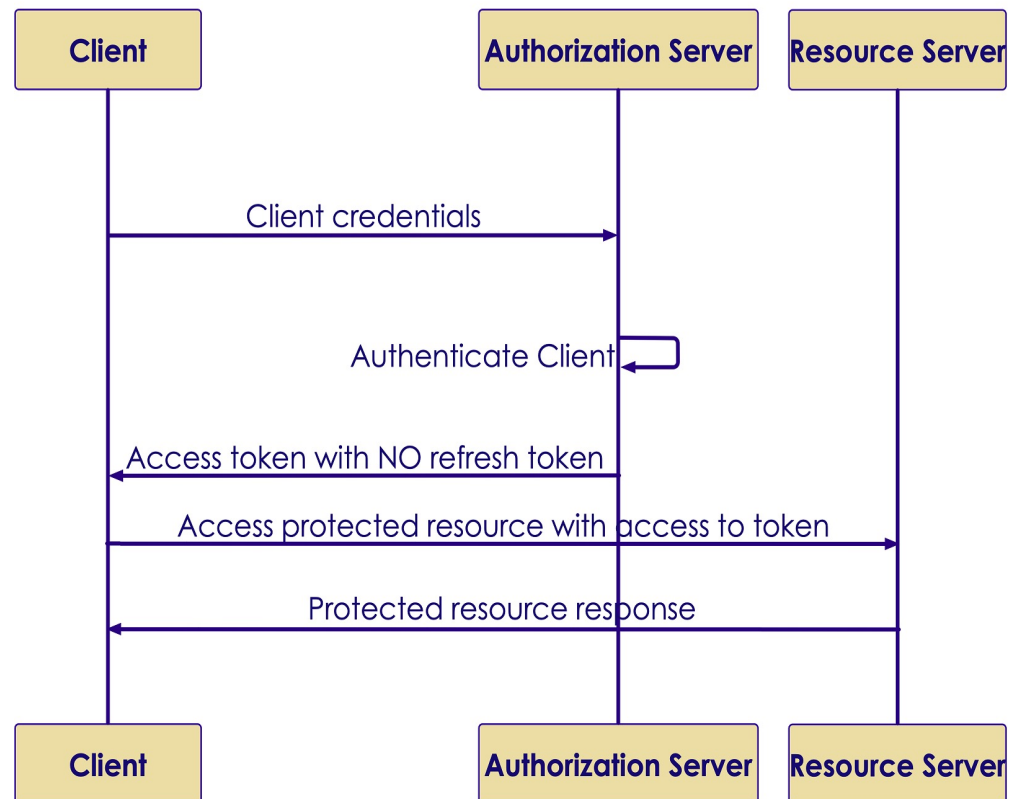 Client
Authorization Server
Resource Server
Client credentials
Authenticate Client
Access token with NO refresh token
Access protected resource with access to token
Protected resource response
Client
Authorization Server
Resource Server